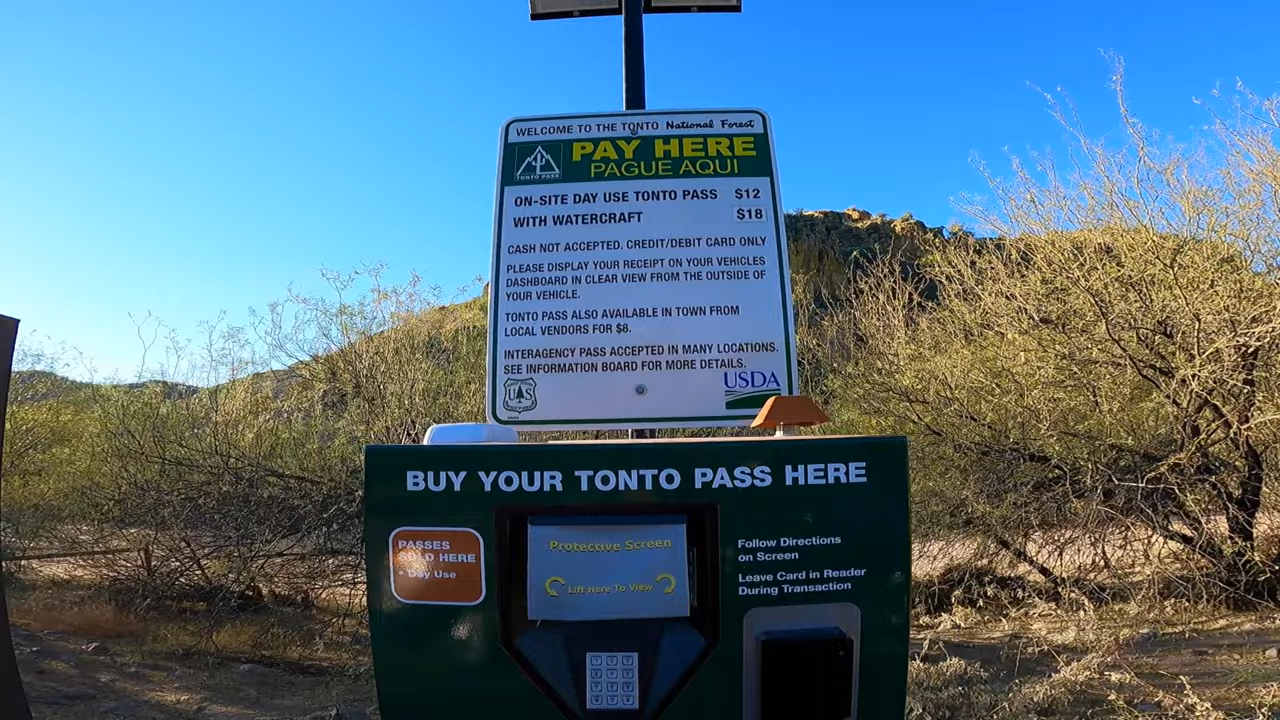 WELCOME TO THE TONTO National Forest
PAY HERE
PAGUE AQUI
TONTO PASS
ON-SITE DAY USE TONTO PASS $12
WITH WATERCRAFT $18
CASH NOT ACCEPTED. CREDIT/DEBIT CARD ONLY
PLEASE DISPLAY YOUR RECEIPT ON YOUR VEHICLES
DASHBOARD IN CLEAR VIEW FROM THE OUTSIDE OF
YOUR VEHICLE.
TONTO PASS ALSO AVAILABLE IN TOWN FROM
LOCAL VENDORS FOR $8.
INTERAGENCY PASS ACCEPTED IN MANY LOCATIONS.
SEE INFORMATION BOARD FOR MORE DETAILS.
U S
USDA
BUY YOUR TONTO PASS HERE
PASSES
SOLD HERE
• Day Use
Protective Screen
Lift Here To View
Follow Directions
on Screen
Leave Card in Reader
During Transaction